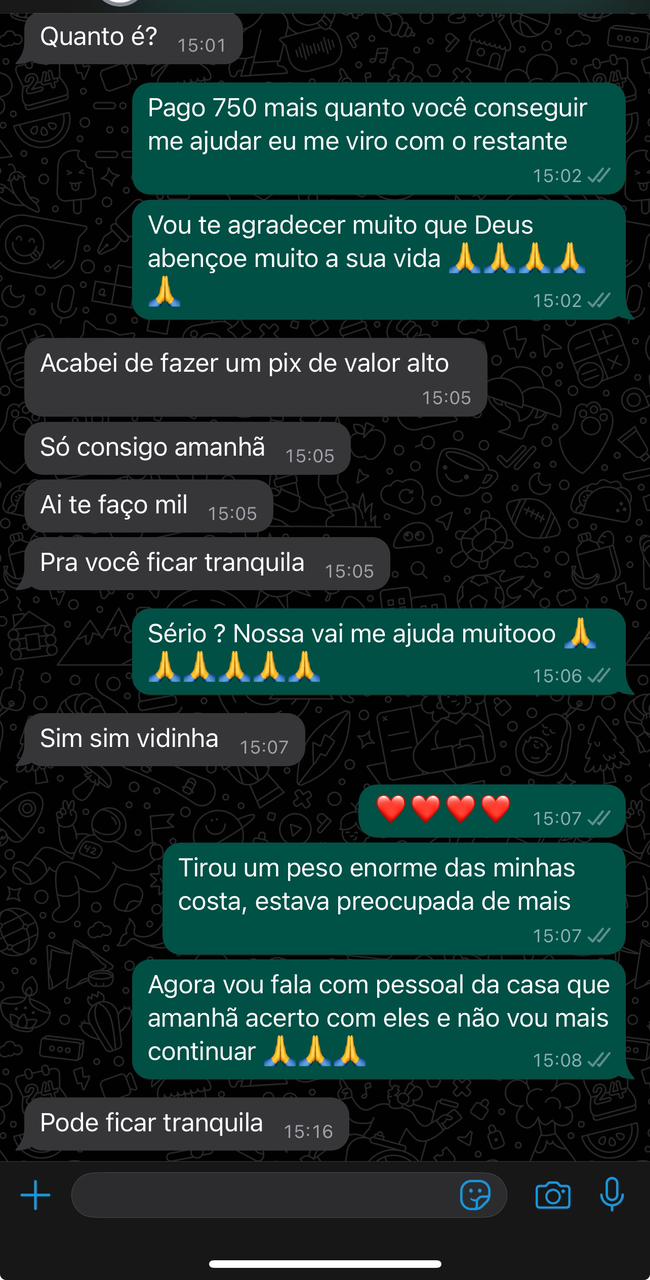 Quanto é? 15:01
Pago 750 mais quanto você conseguir
me ajudar eu me viro com o restante
15:02
Vou te agradecer muito que Deus
abençoe muito a sua vida 🙏🙏🙏🙏
🙏 15:02
Acabei de fazer um pix de valor alto
15:05
Só consigo amanhã 15:05
Ai te faço mil 15:05
Pra você ficar tranquila 15:05
Sério ? Nossa vai me ajuda muitooo 🙏
🙏🙏🙏🙏🙏 15:06
Sim sim vidinha 15:07
❤️❤️❤️❤️ 15:07
Tirou um peso enorme das minhas
costa, estava preocupada de mais
15:07
Agora vou fala com pessoal da casa que
amanhã acerto com eles e não vou mais
continuar 🙏🙏🙏 15:08
Pode ficar tranquila 15:16